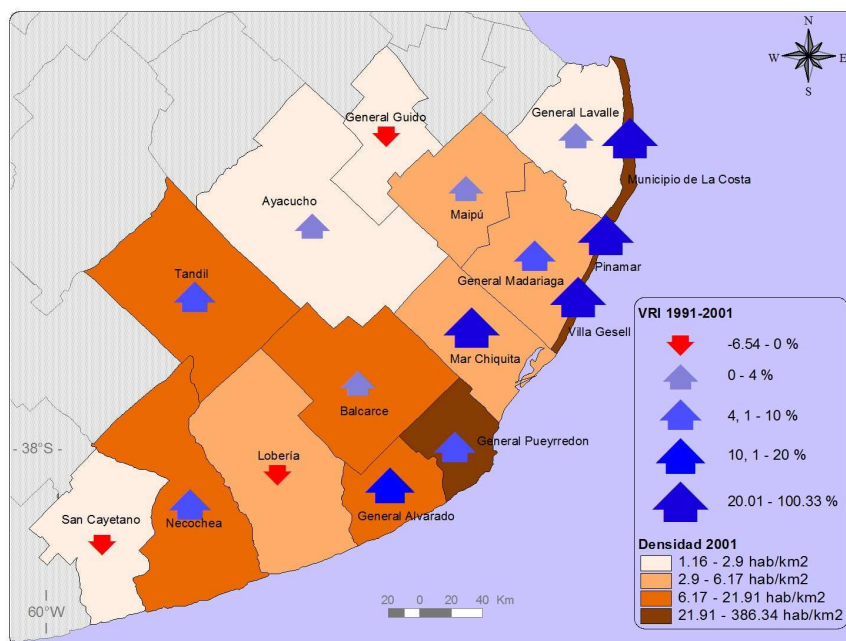 N
W E
S
General Guido
General Lavalle
Municipio de La Costa
Ayacucho
Maipú
Tandil
General Madariaga
Pinamar
Villa Gesell
Mar Chiquita
Balcarce
General Pueyrredon
Lobería
- 38°S -
San Cayetano
Necochea
General Alvarado
60°W
20 0 20 40 Km
VRI 1991-2001
-6.54 - 0 %
0 - 4 %
4, 1 - 10 %
10, 1 - 20 %
20.01 - 100.33 %
Densidad 2001
1.16 - 2.9 hab/km2
2.9 - 6.17 hab/km2
6.17 - 21.91 hab/km2
21.91 - 386.34 hab/km2